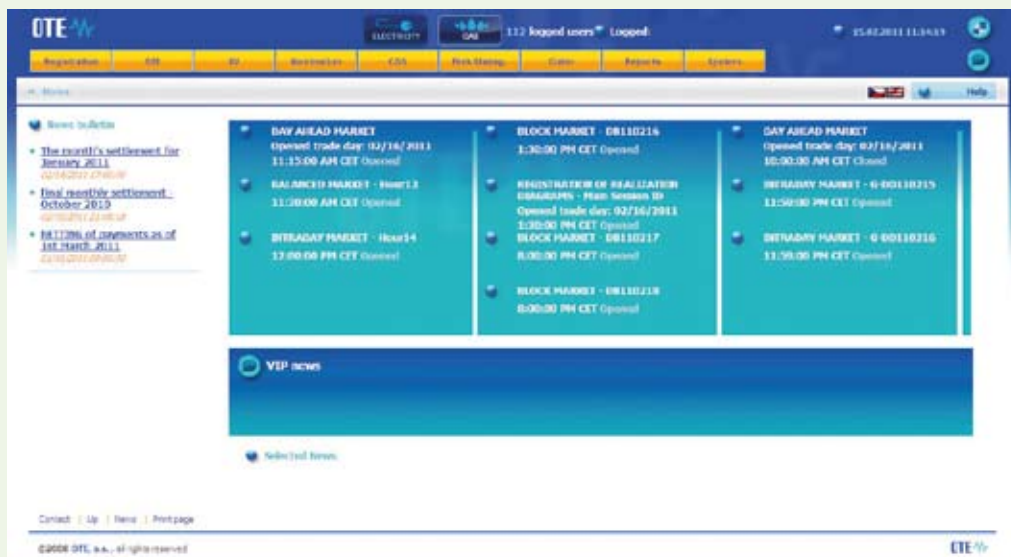 OTE
ELECTRICITY
GAS
112 logged users Logged:
15.02.2011 11:14:19
Registration
CDS
Risk Manag.
Reports
System
News
Help
News bulletin
The month's settlement for
January 2011
Final monthly settlement -
October 2010
of payments as of
1st March 2011
DAY AHEAD MARKET
Opened trade day: 02/16/2011
11:15:00 AM CET Opened
BALANCED MARKET - Hour13
11:30:00 AM CET Opened
INTRADAY MARKET - Hour14
12:00:00 PM CET Opened
BLOCK MARKET - DB110216
1:30:00 PM CET Opened
REGISTRATION OF REALIZATION
DIAGRAMS - Main Session ID
Opened trade day: 02/16/2011
1:30:00 PM CET Opened
BLOCK MARKET - DB110217
8:00:00 PM CET Opened
BLOCK MARKET - DB110218
8:00:00 PM CET Opened
DAY AHEAD MARKET
Opened trade day: 02/16/2011
10:00:00 AM CET Closed
INTRADAY MARKET - G-D0110215
11:59:00 PM CET Opened
INTRADAY MARKET - G-D0110216
11:59:00 PM CET Opened
VIP news
Selected News
Contact | Up | News | Print page
©2008 OTE, a.s., all rights reserved
OTE